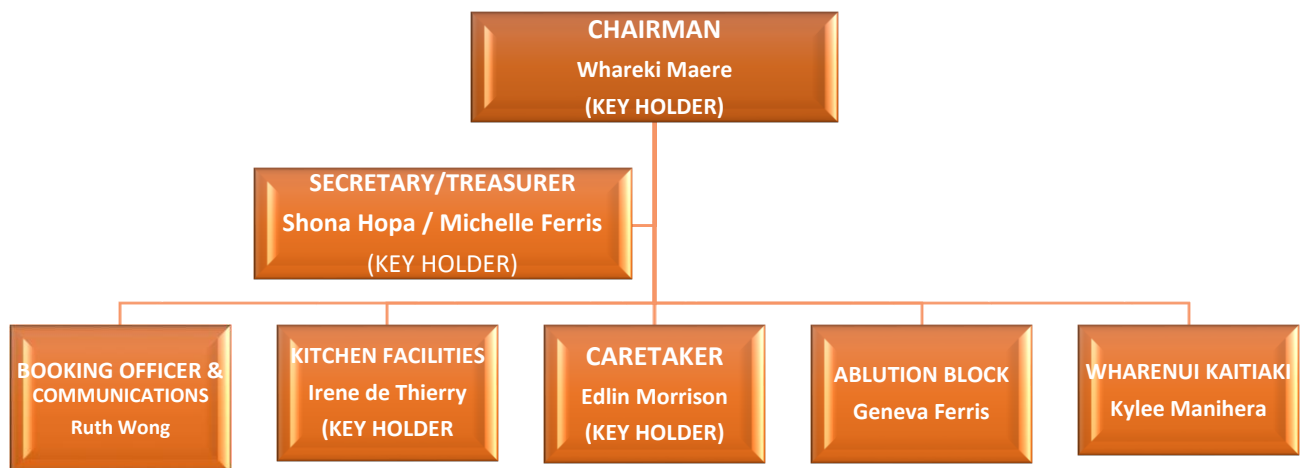 CHAIRMAN
Whareki Maere
(KEY HOLDER)
SECRETARY/TREASURER
Shona Hopa / Michelle Ferris
(KEY HOLDER)
BOOKING OFFICER &
COMMUNICATIONS
Ruth Wong
KITCHEN FACILITIES
Irene de Thierry
(KEY HOLDER
CARETAKER
Edlin Morrison
(KEY HOLDER)
ABLUTION BLOCK
Geneva Ferris
WHARENUI KAITIAKI
Kylee Manihera